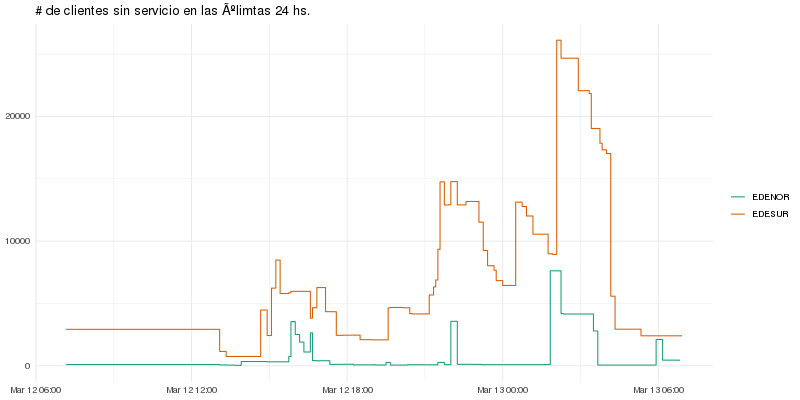 # de clientes sin servicio en las Ãºlimtas 24 hs.
20000
10000
0
Mar 12 06:00
Mar 12 12:00
Mar 12 18:00
Mar 13 00:00
Mar 13 06:00
EDENOR
EDESUR